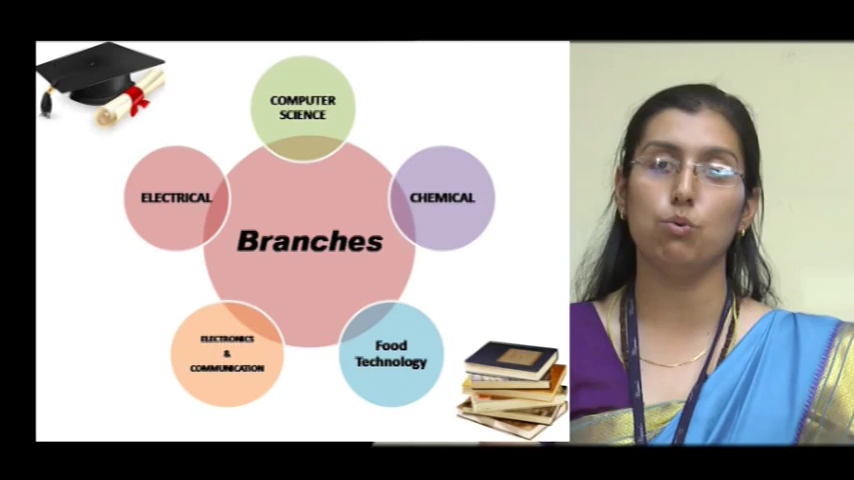 COMPUTER
SCIENCE
ELECTRICAL
CHEMICAL
Branches
ELECTRONICS
&
COMMUNICATION
Food
Technology